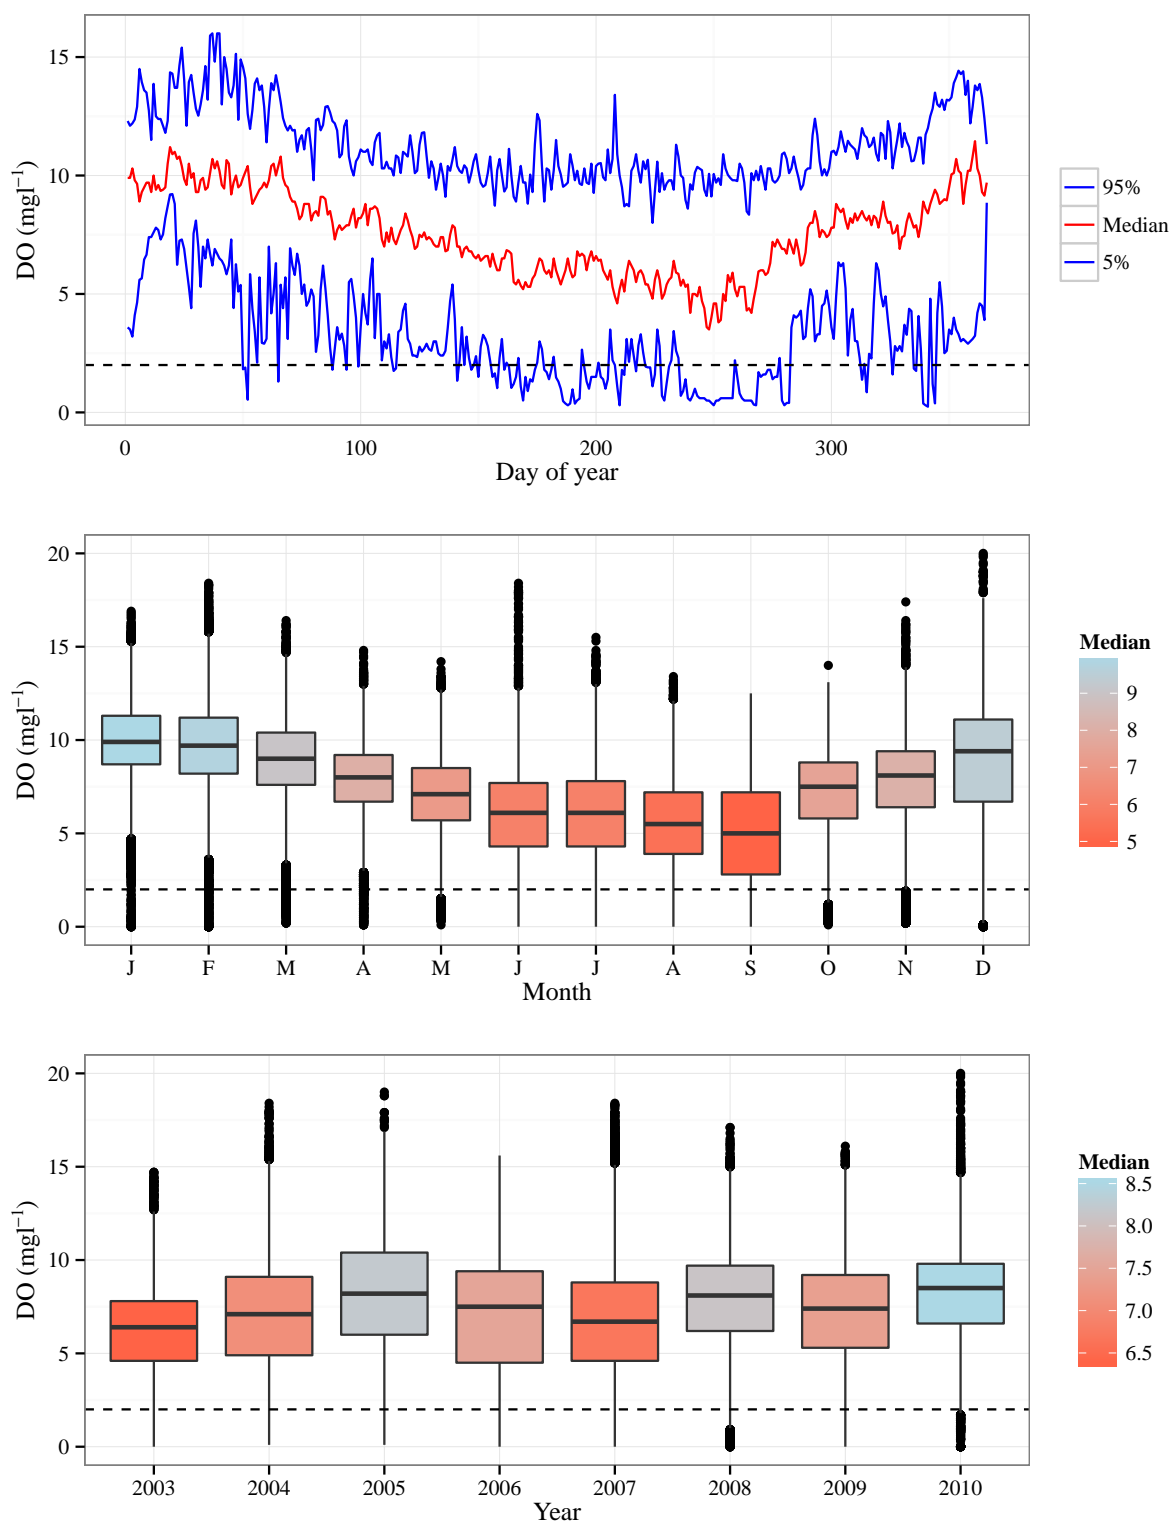 15
10
5
0
DO (mgl⁻¹)
0 100 200 300
Day of year
95%
Median
5%
20
15
10
5
0
DO (mgl⁻¹)
J F M A M J J A S O N D
Month
Median
9
8
7
6
5
20
15
10
5
0
DO (mgl⁻¹)
2003 2004 2005 2006 2007 2008 2009 2010
Year
Median
8.5
8.0
7.5
7.0
6.5